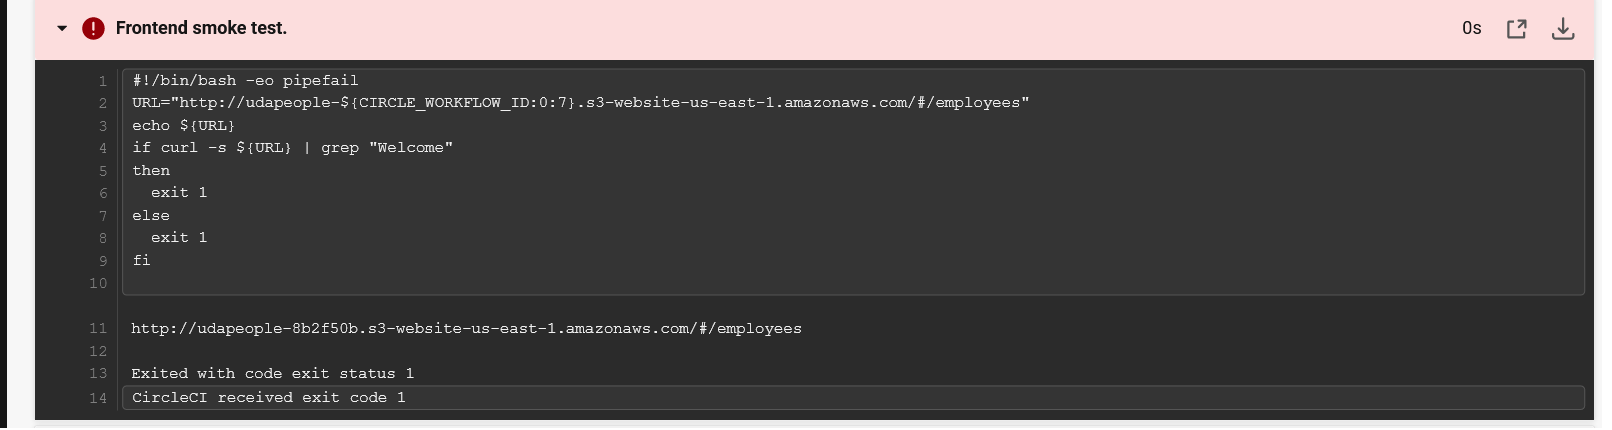 Frontend smoke test.
0s
1 #!/bin/bash -eo pipefail
2 URL="http://udapeople-${CIRCLE_WORKFLOW_ID:0:7}.s3-website-us-east-1.amazonaws.com/#/employees"
3 echo ${URL}
4 if curl -s ${URL} | grep "Welcome"
5 then
6   exit 1
7 else
8   exit 1
9 fi
10
11 http://udapeople-8b2f50b.s3-website-us-east-1.amazonaws.com/#/employees
12
13 Exited with code exit status 1
14 CircleCI received exit code 1